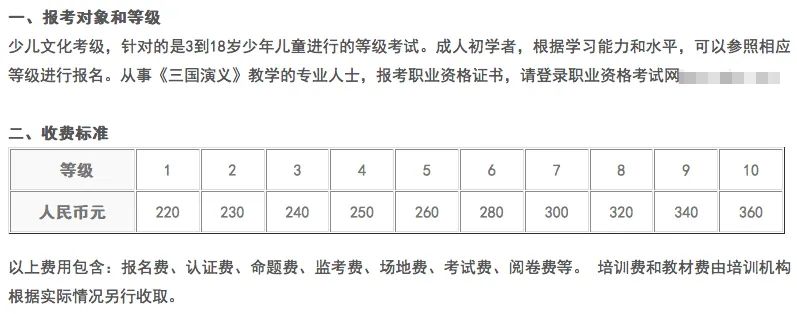 一、报考对象和等级
少儿文化考级，针对的是3到18岁少年儿童进行的等级考试。成人初学者，根据学习能力和水平，可以参照相应
等级进行报名。从事《三国演义》教学的专业人士，报考职业资格证书，请登录职业资格考试网
二、收费标准
等级 1 2 3 4 5 6 7 8 9 10
人民币元 220 230 240 250 260 280 300 320 340 360
以上费用包含：报名费、认证费、命题费、监考费、场地费、考试费、阅卷费等。 培训费和教材费由培训机构
根据实际情况另行收取。